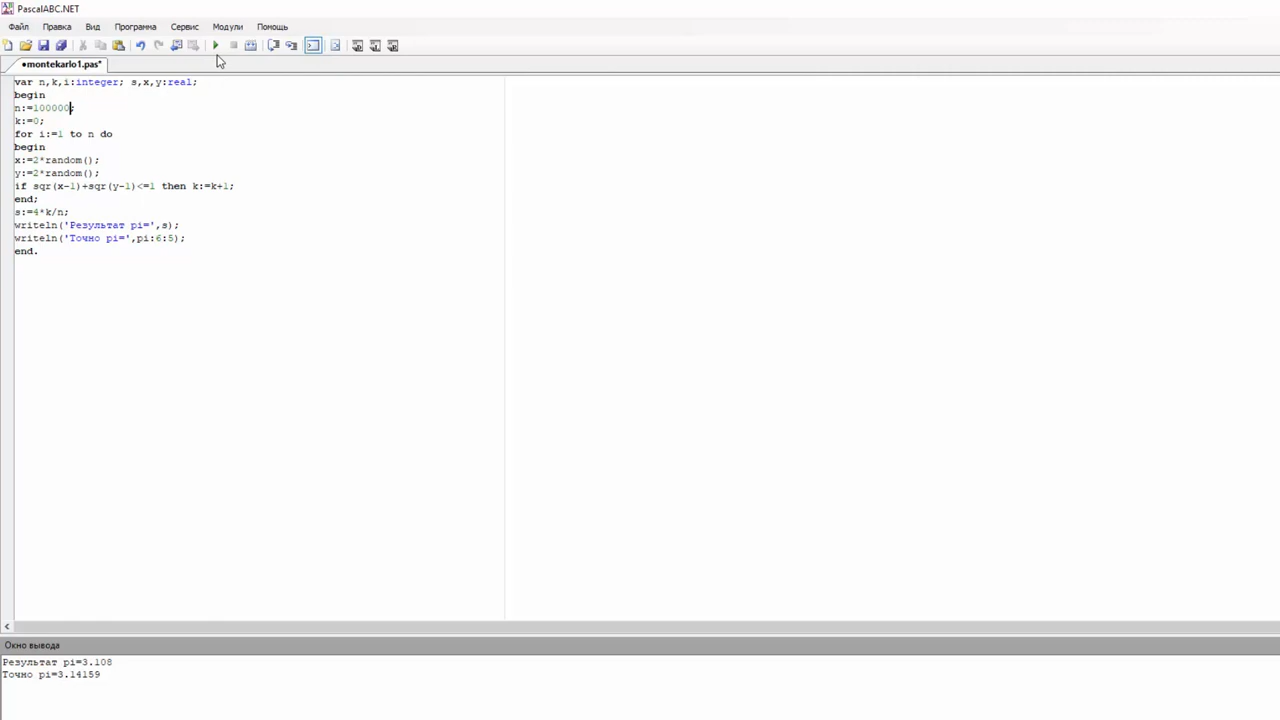 PascalABC.NET
Файл Правка Вид Программа Сервис Модули Помощь
•montekarlo1.pas*
var n,k,i:integer; s,x,y:real;
begin
n:=100000;
k:=0;
for i:=1 to n do
begin
x:=2*random();
y:=2*random();
if sqr(x-1)+sqr(y-1)<=1 then k:=k+1;
end;
s:=4*k/n;
writeln('Результат pi=',s);
writeln('Точно pi=',pi:6:5);
end.
Окно вывода
Результат pi=3.108
Точно pi=3.14159